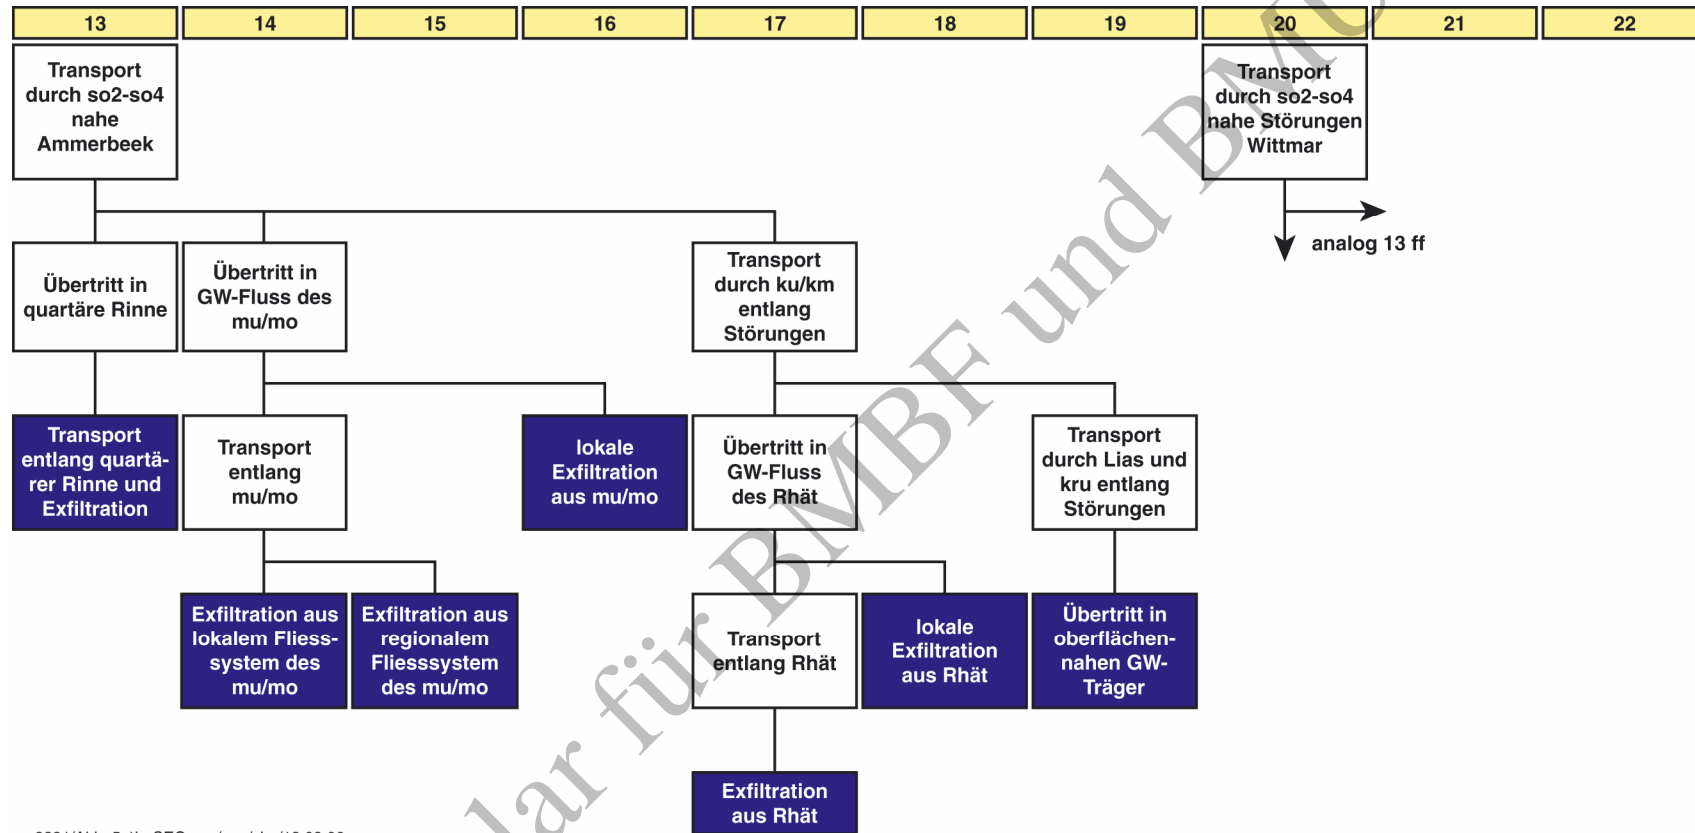 13 14 15 16 17 18 19 20 21 22
Transport
durch so2-so4
nahe
Ammerbeek
Transport
durch so2-so4
nahe Störungen
Wittmar
analog 13 ff
Übertritt in
quartäre Rinne
Übertritt in
GW-Fluss des
mu/mo
Transport
durch ku/km
entlang
Störungen
Transport
entlang quartä-
rer Rinne und
Exfiltration
Transport
entlang
mu/mo
lokale
Exfiltration
aus mu/mo
Übertritt in
GW-Fluss
des Rhät
Transport
durch Lias und
kru entlang
Störungen
Exfiltration aus
lokalem Fliess-
system des
mu/mo
Exfiltration aus
regionalem
Fliesssystem
des mu/mo
Transport
entlang Rhät
lokale
Exfiltration
aus Rhät
Übertritt in
oberflächen-
nahen GW-
Träger
Exfiltration
aus Rhät
für BMBF und